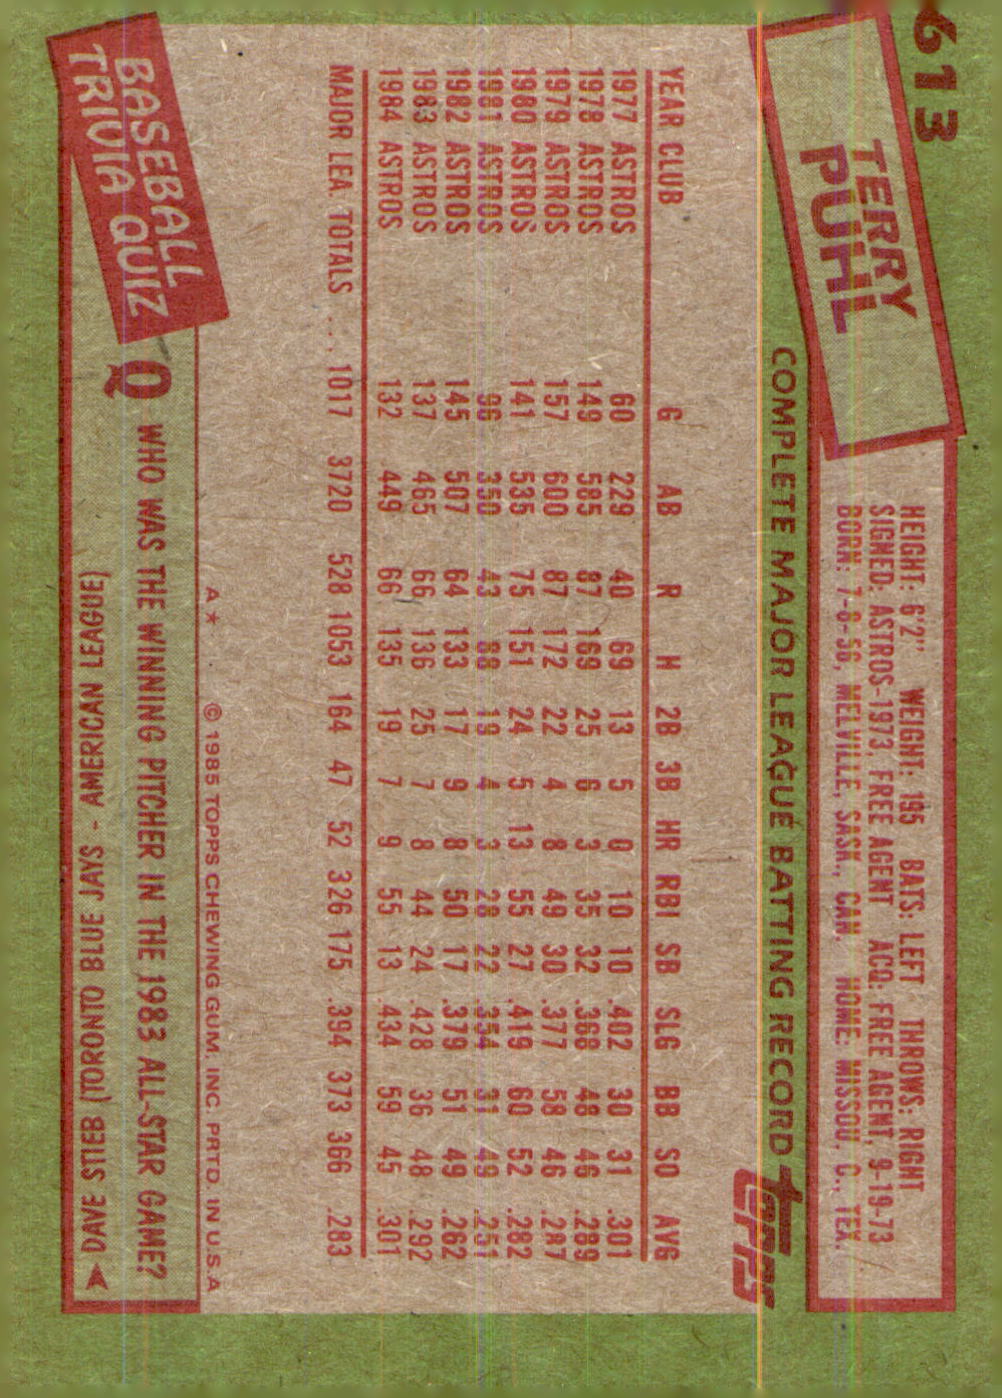 613
TERRY
PUHL
HEIGHT: 6'2" WEIGHT: 195 BATS: LEFT THROWS: RIGHT
SIGNED: ASTROS-1973, FREE AGENT ACQ: FREE AGENT, 9-19-73
BORN: 7-8-56, MELVILLE, SASK., CAN. HOME: MISSOU. C., TEX.
COMPLETE MAJOR LEAGUE BATTING RECORD
topps
YEAR CLUB G AB R H 2B 3B HR RBI SB SLG BB SO AVG
1977 ASTROS 60 229 40 69 13 5 0 10 10 .402 30 31 .301
1978 ASTROS 149 585 87 169 25 6 3 35 32 .368 48 46 .289
1979 ASTROS 157 600 87 172 22 4 8 49 30 .377 58 46 .287
1980 ASTROS 141 535 75 151 24 5 13 55 27 .419 60 52 .282
1981 ASTROS 96 350 43 88 19 4 3 28 22 .354 31 49 .251
1982 ASTROS 145 507 64 133 17 9 8 50 17 .379 51 49 .262
1983 ASTROS 137 465 66 136 25 7 8 44 24 .428 36 48 .292
1984 ASTROS 132 449 66 135 19 7 9 55 13 .434 59 45 .301
MAJOR LEA. TOTALS ... 1017 3720 528 1053 164 47 52 326 175 .394 373 366 .283
A★ © 1985 TOPPS CHEWING GUM, INC. PRTD. IN U.S.A
BASEBALL
TRIVIA QUIZ
Q WHO WAS THE WINNING PITCHER IN THE 1983 ALL-STAR GAME?
DAVE STIEB (TORONTO BLUE JAYS - AMERICAN LEAGUE)